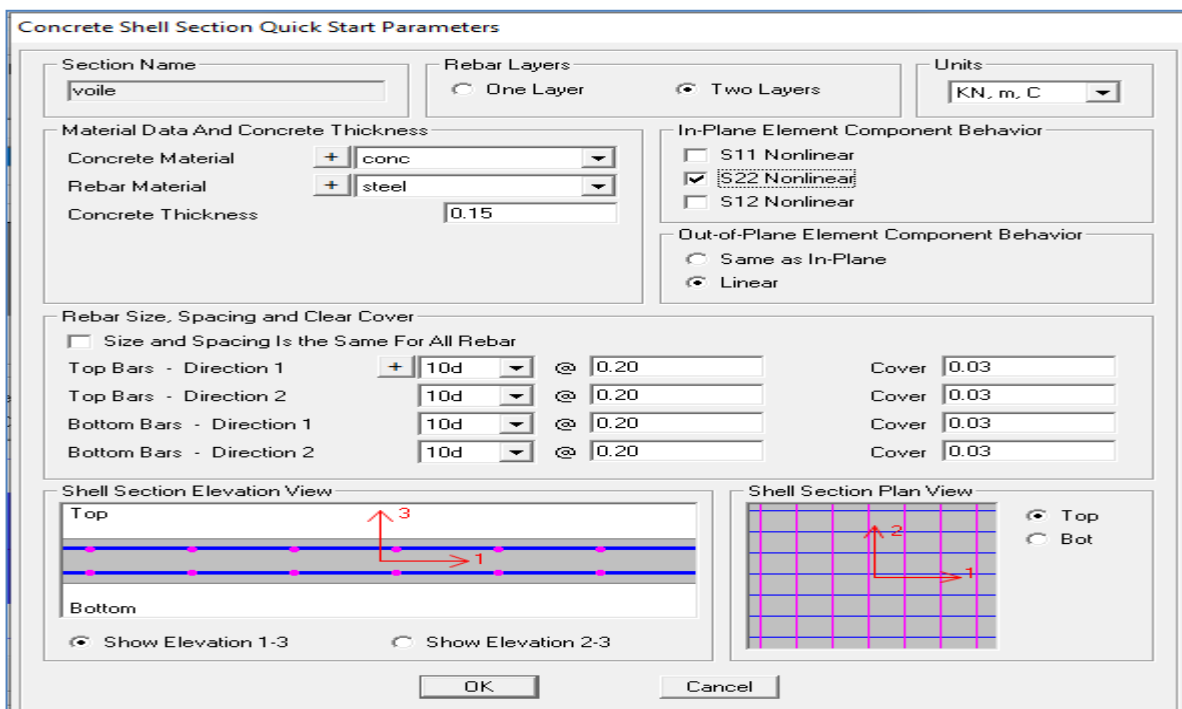 Concrete Shell Section Quick Start Parameters
Section Name
voile
Rebar Layers
One Layer
Two Layers
Units
KN, m, C
Material Data And Concrete Thickness
Concrete Material + conc
Rebar Material + steel
Concrete Thickness 0.15
In-Plane Element Component Behavior
S11 Nonlinear
S22 Nonlinear
S12 Nonlinear
Out-of-Plane Element Component Behavior
Same as In-Plane
Linear
Rebar Size, Spacing and Clear Cover
Size and Spacing Is the Same For All Rebar
Top Bars - Direction 1 + 10d @ 0.20 Cover 0.03
Top Bars - Direction 2 10d @ 0.20 Cover 0.03
Bottom Bars - Direction 1 10d @ 0.20 Cover 0.03
Bottom Bars - Direction 2 10d @ 0.20 Cover 0.03
Shell Section Elevation View
Top
3
1
Bottom
Show Elevation 1-3
Show Elevation 2-3
Shell Section Plan View
2
1
Top
Bot
OK
Cancel